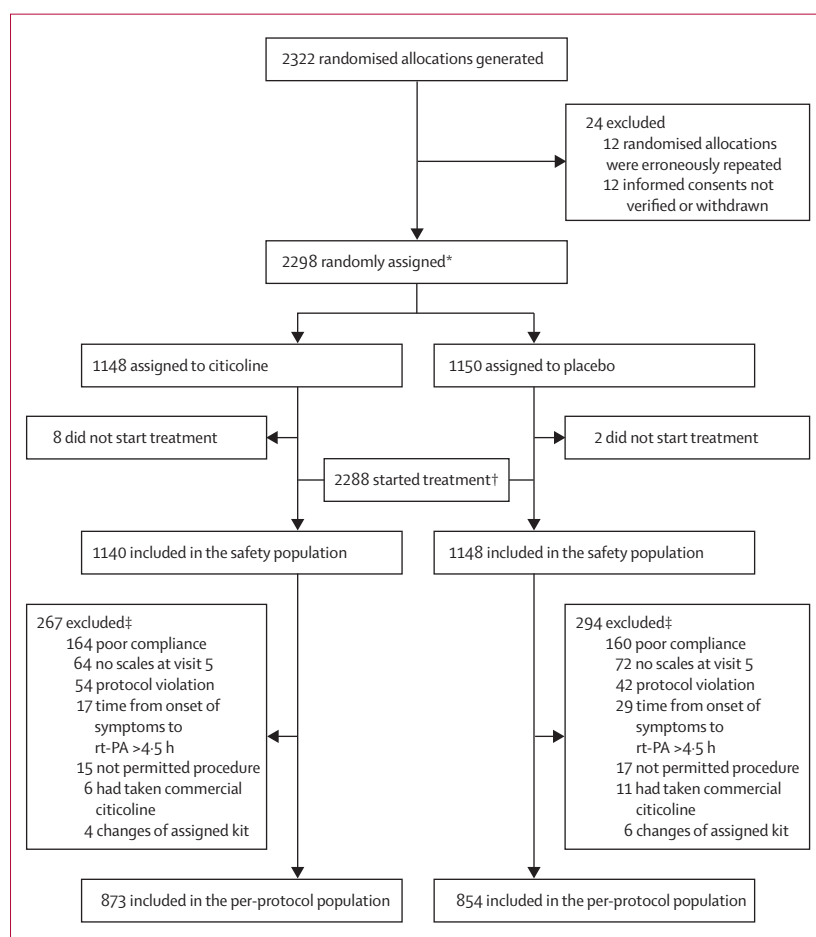 2322 randomised allocations generated
24 excluded
12 randomised allocations
were erroneously repeated
12 informed consents not
verified or withdrawn
2298 randomly assigned*
1148 assigned to citicoline
1150 assigned to placebo
8 did not start treatment
2 did not start treatment
2288 started treatment†
1140 included in the safety population
1148 included in the safety population
267 excluded‡
164 poor compliance
64 no scales at visit 5
54 protocol violation
17 time from onset of
symptoms to
rt-PA >4·5 h
15 not permitted procedure
6 had taken commercial
citicoline
4 changes of assigned kit
294 excluded‡
160 poor compliance
72 no scales at visit 5
42 protocol violation
29 time from onset of
symptoms to
rt-PA >4·5 h
17 not permitted procedure
11 had taken commercial
citicoline
6 changes of assigned kit
873 included in the per-protocol population
854 included in the per-protocol population